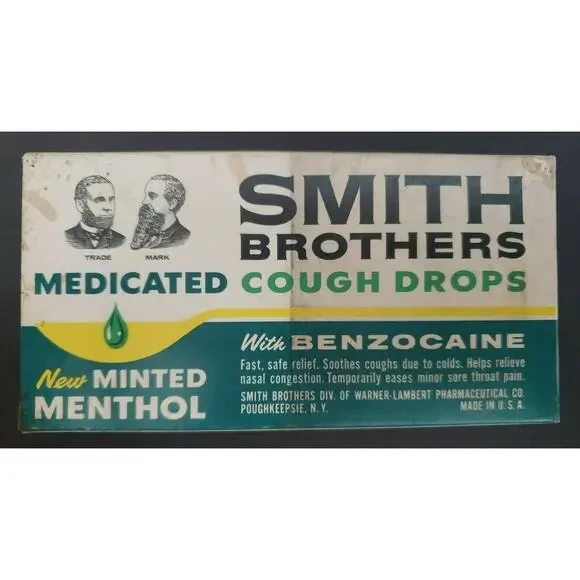 SMITH
BROTHERS
TRADE MARK
MEDICATED COUGH DROPS
With BENZOCAINE
Fast, safe relief. Soothes coughs due to colds. Helps relieve
nasal congestion. Temporarily eases minor sore throat pain.
SMITH BROTHERS DIV. OF WARNER-LAMBERT PHARMACEUTICAL CO.
POUGHKEEPSIE, N. Y. MADE IN U. S. A.
New MINTED
MENTHOL